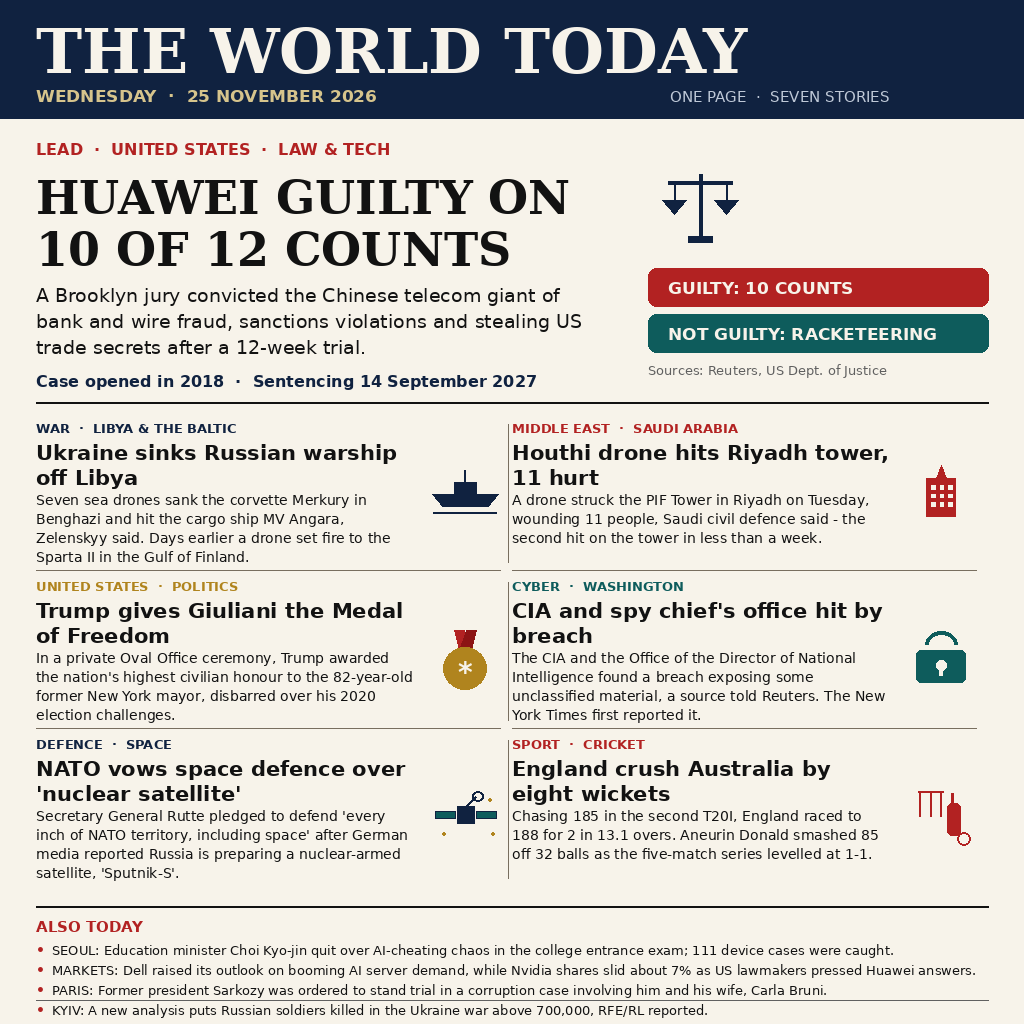 THE WORLD TODAY
WEDNESDAY · 25 NOVEMBER 2026
ONE PAGE · SEVEN STORIES
LEAD · UNITED STATES · LAW & TECH
HUAWEI GUILTY ON
10 OF 12 COUNTS
A Brooklyn jury convicted the Chinese telecom giant of
bank and wire fraud, sanctions violations and stealing US
trade secrets after a 12-week trial.
Case opened in 2018 · Sentencing 14 September 2027
GUILTY: 10 COUNTS
NOT GUILTY: RACKETEERING
Sources: Reuters, US Dept. of Justice
WAR · LIBYA & THE BALTIC
Ukraine sinks Russian warship
off Libya
Seven sea drones sank the corvette Merkury in
Benghazi and hit the cargo ship MV Angara,
Zelenskyy said. Days earlier a drone set fire to the
Sparta II in the Gulf of Finland.
MIDDLE EAST · SAUDI ARABIA
Houthi drone hits Riyadh tower,
11 hurt
A drone struck the PIF Tower in Riyadh on Tuesday,
wounding 11 people, Saudi civil defence said - the
second hit on the tower in less than a week.
UNITED STATES · POLITICS
Trump gives Giuliani the Medal
of Freedom
In a private Oval Office ceremony, Trump awarded
the nation's highest civilian honour to the 82-year-old
former New York mayor, disbarred over his 2020
election challenges.
CYBER · WASHINGTON
CIA and spy chief's office hit by
breach
The CIA and the Office of the Director of National
Intelligence found a breach exposing some
unclassified material, a source told Reuters. The New
York Times first reported it.
DEFENCE · SPACE
NATO vows space defence over
'nuclear satellite'
Secretary General Rutte pledged to defend 'every
inch of NATO territory, including space' after German
media reported Russia is preparing a nuclear-armed
satellite, 'Sputnik-S'.
SPORT · CRICKET
England crush Australia by
eight wickets
Chasing 185 in the second T20I, England raced to
188 for 2 in 13.1 overs. Aneurin Donald smashed 85
off 32 balls as the five-match series levelled at 1-1.
ALSO TODAY
• SEOUL: Education minister Choi Kyo-jin quit over AI-cheating chaos in the college entrance exam; 111 device cases were caught.
• MARKETS: Dell raised its outlook on booming AI server demand, while Nvidia shares slid about 7% as US lawmakers pressed Huawei answers.
• PARIS: Former president Sarkozy was ordered to stand trial in a corruption case involving him and his wife, Carla Bruni.
• KYIV: A new analysis puts Russian soldiers killed in the Ukraine war above 700,000, RFE/RL reported.